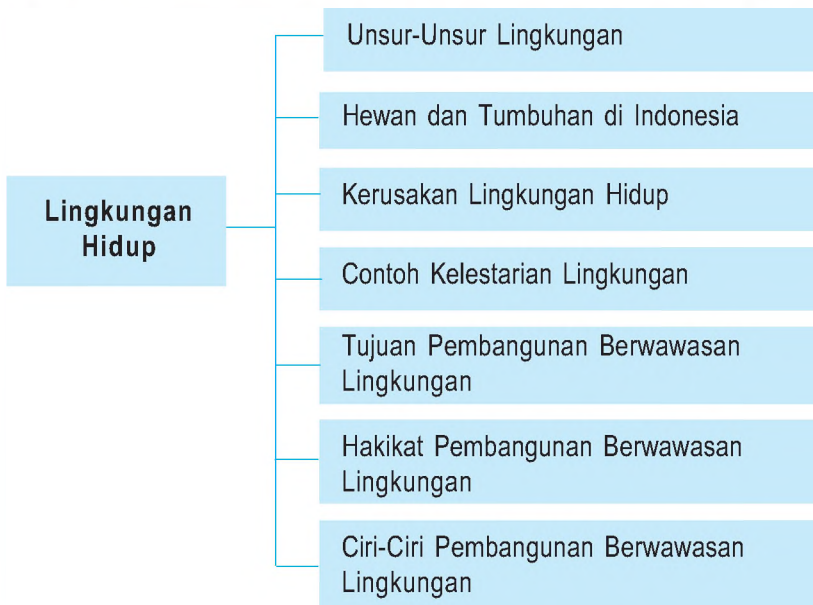 Lingkungan
Hidup
Unsur-Unsur Lingkungan
Hewan dan Tumbuhan di Indonesia
Kerusakan Lingkungan Hidup
Contoh Kelestarian Lingkungan
Tujuan Pembangunan Berwawasan
Lingkungan
Hakikat Pembangunan Berwawasan
Lingkungan
Ciri-Ciri Pembangunan Berwawasan
Lingkungan